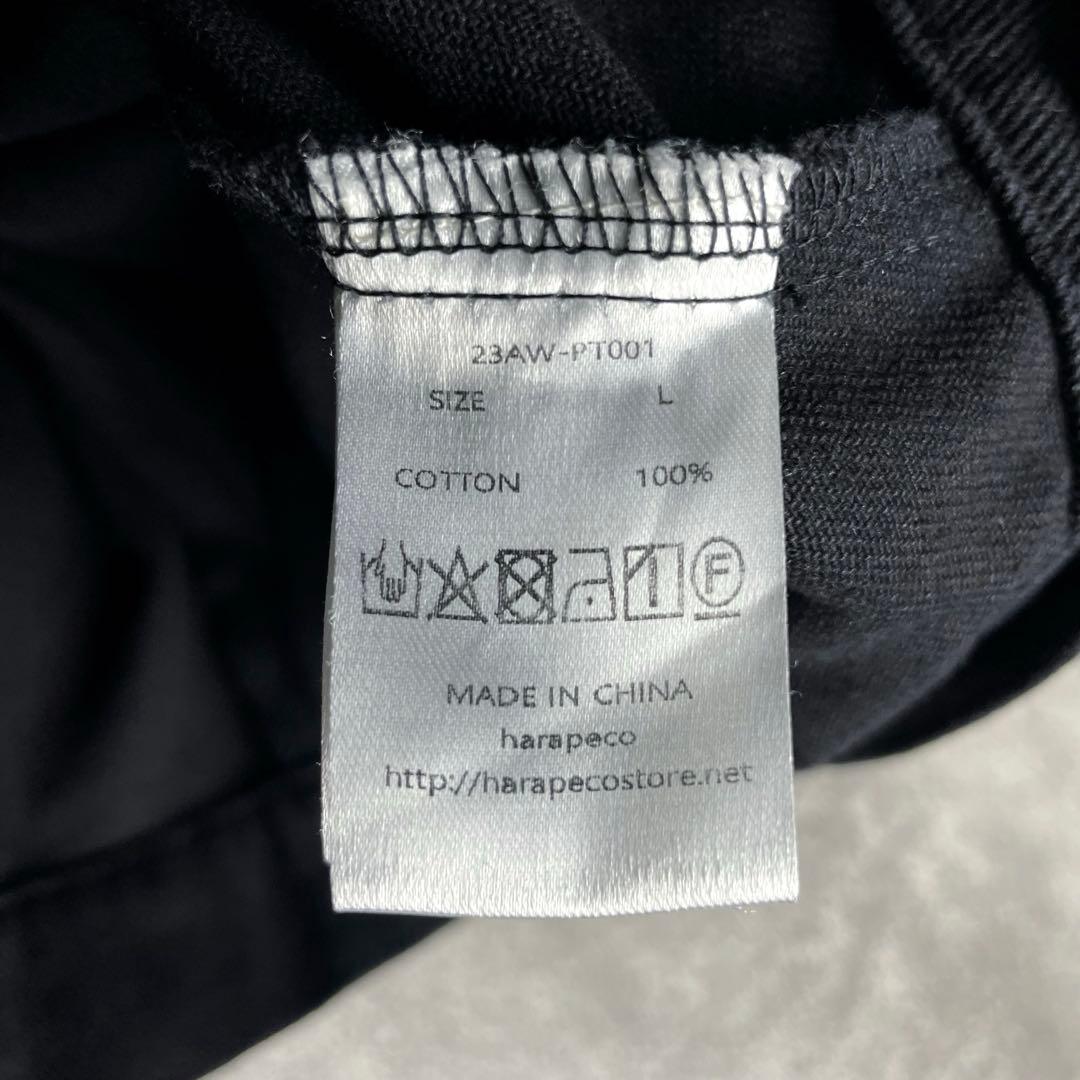 23AW-PT001
SIZE L
COTTON 100%
F
MADE IN CHINA
harapeco
http://harapecostore.net